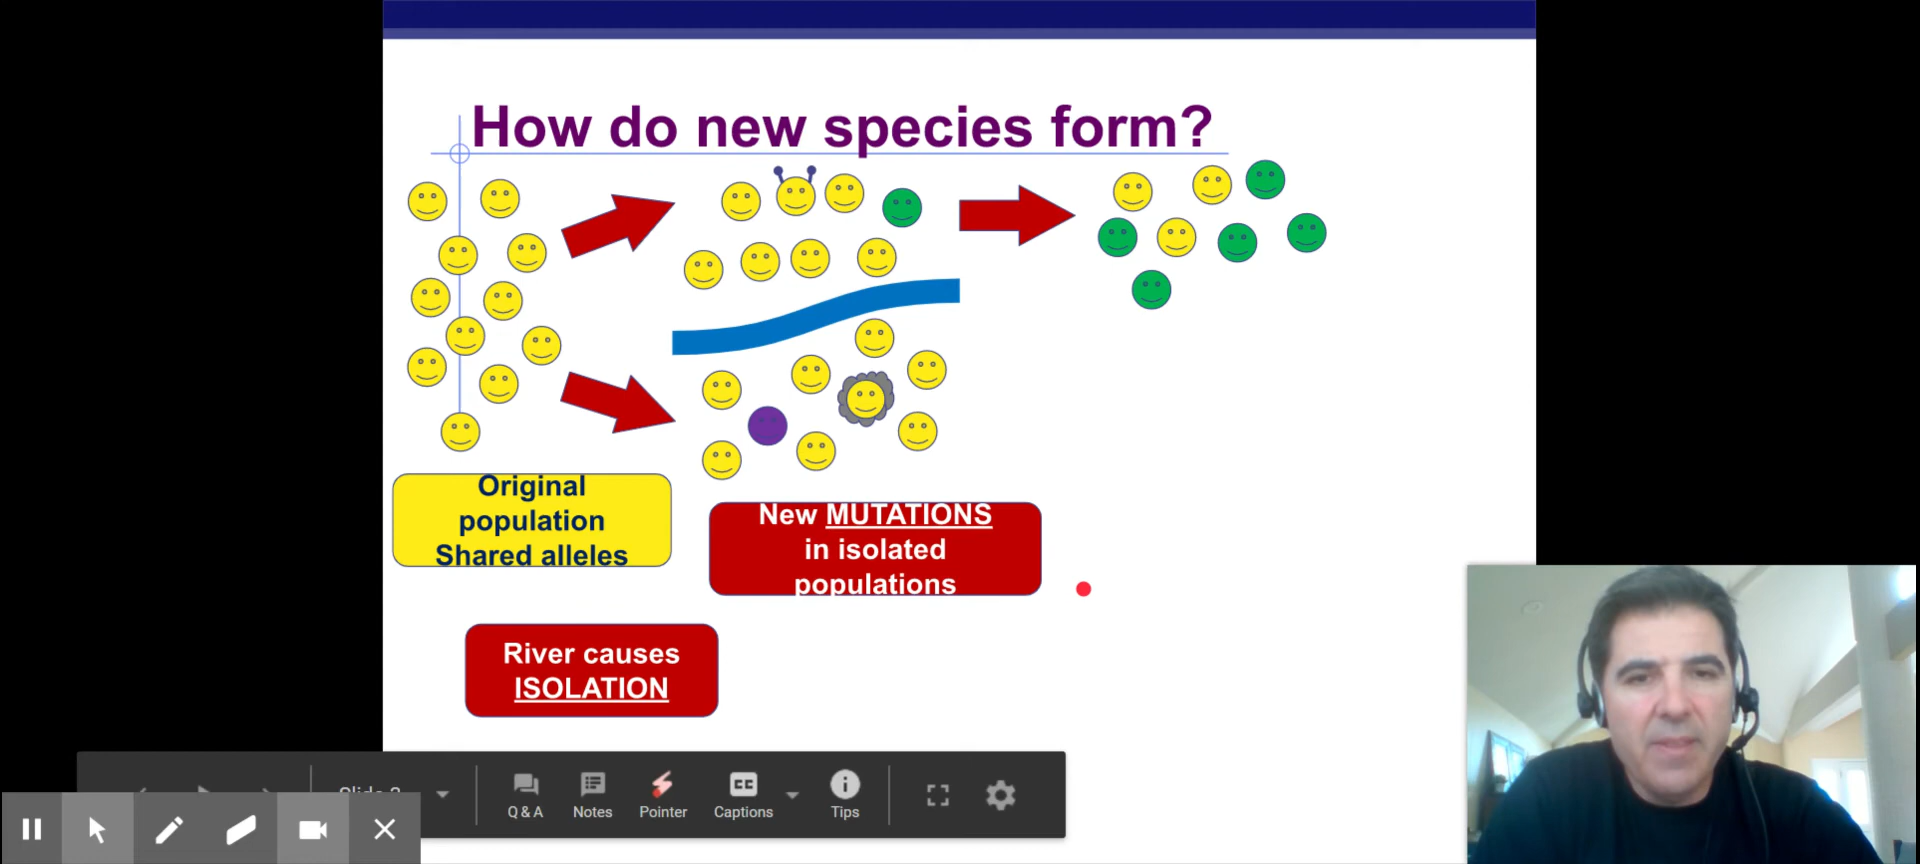 How do new species form?
Original
population
Shared alleles
New MUTATIONS
in isolated
populations
River causes
ISOLATION
Q & A
Notes
Pointer
CC
Captions
Tips